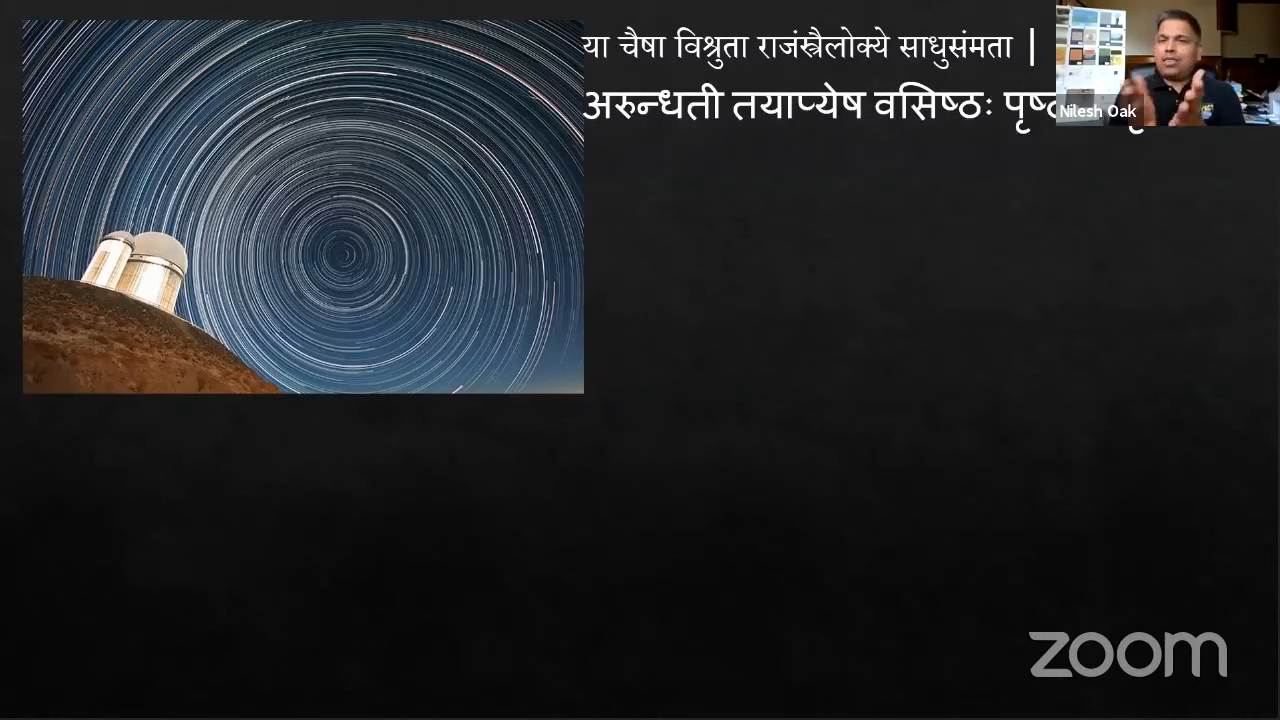 या चैषा विश्रुता राजंस्त्रैलोक्ये साधुसंमता |
अरुन्धती तयाप्येष वसिष्ठः
Nilesh Oak
zoom